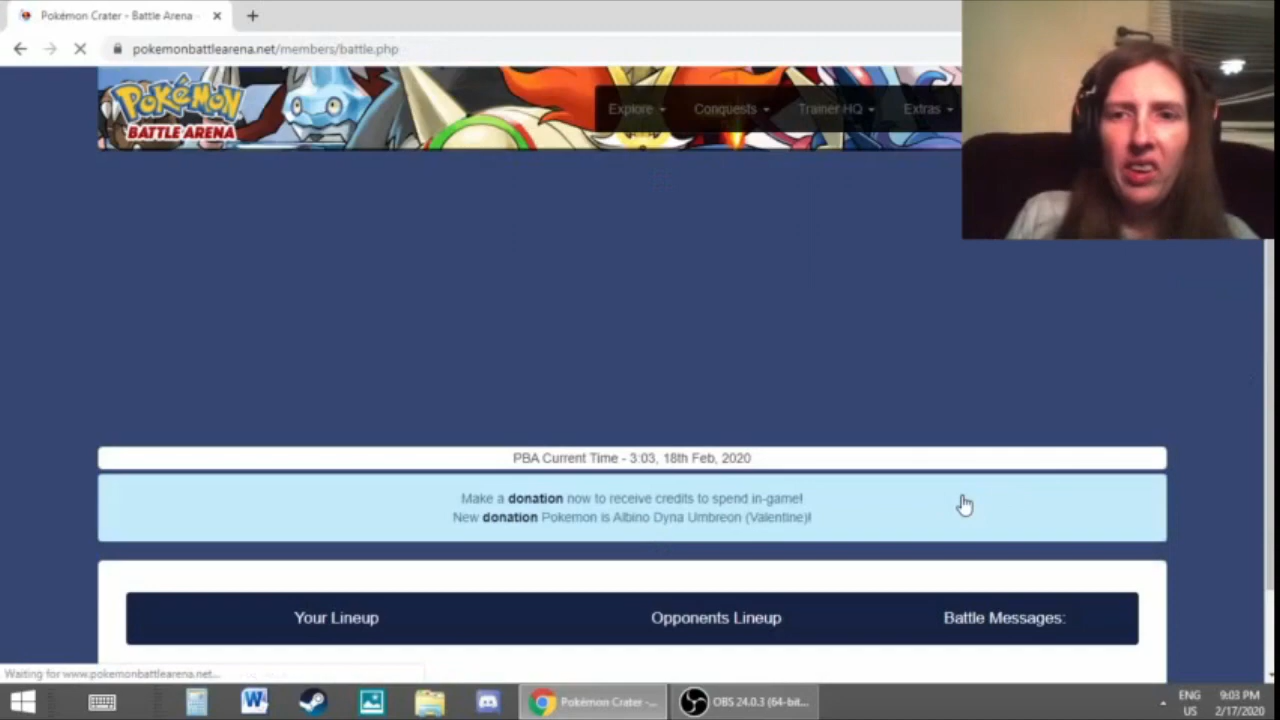 Pokémon Crater - Battle Arena -
pokemonbattlearena.net/members/battle.php
POKéMON
BATTLE ARENA
Explore Conquests Trainer HQ Extras
PBA Current Time - 3:03, 18th Feb, 2020
Make a donation now to receive credits to spend in-game!
New donation Pokemon is Albino Dyna Umbreon (Valentine)!
Your Lineup Opponents Lineup Battle Messages:
Waiting for www.pokemonbattlearena.net...
Pokémon Crater -... OBS 24.0.3 (64-bit...
ENG 9:03 PM
US 2/17/2020